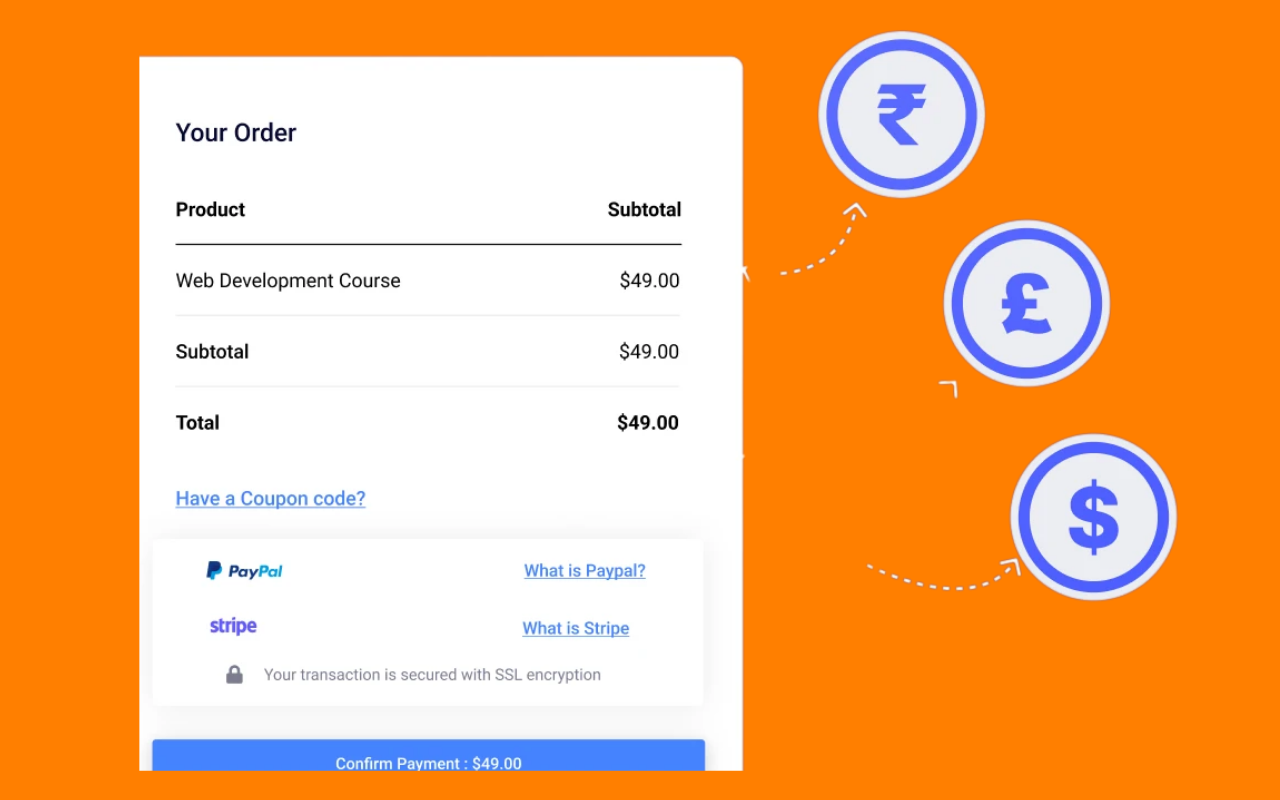 Your Order
Product Subtotal
Web Development Course $49.00
Subtotal $49.00
Total $49.00
Have a Coupon code?
PayPal What is Paypal?
stripe What is Stripe
Your transaction is secured with SSL encryption
Confirm Payment : $49.00
₹
£
$